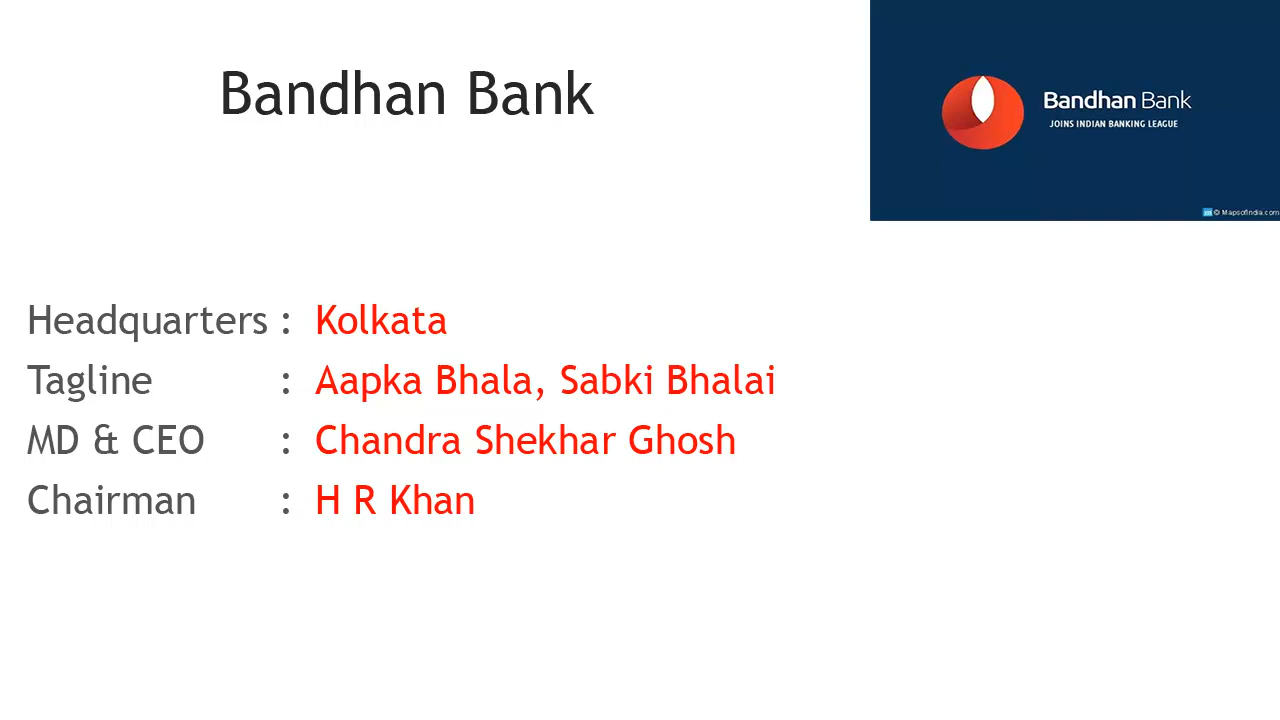 Bandhan Bank
Bandhan Bank
JOINS INDIAN BANKING LEAGUE
© MapsofIndia.com
Headquarters : Kolkata
Tagline : Aapka Bhala, Sabki Bhalai
MD & CEO : Chandra Shekhar Ghosh
Chairman : H R Khan